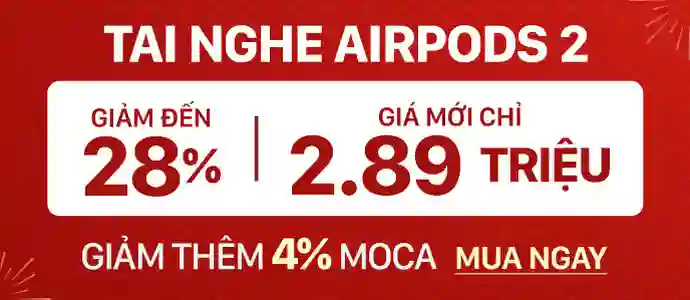 TAI NGHE AIRPODS 2
GIẢM ĐẾN
28%
GIÁ MỚI CHỈ
2.89 TRIỆU
GIẢM THÊM 4% MOCA MUA NGAY